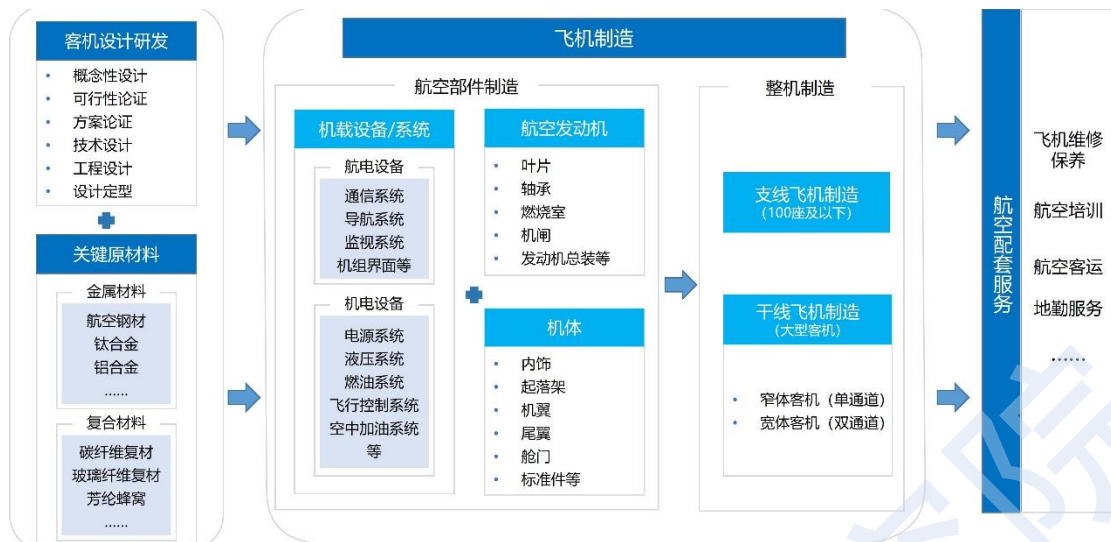 客机设计研发
• 概念性设计
• 可行性论证
• 方案论证
• 技术设计
• 工程设计
• 设计定型
关键原材料
金属材料
航空钢材
钛合金
铝合金
……
复合材料
碳纤维复材
玻璃纤维复材
芳纶蜂窝
……
飞机制造
航空部件制造
机载设备/系统
航电设备
通信系统
导航系统
监视系统
机组界面等
机电设备
电源系统
液压系统
燃油系统
飞行控制系统
空中加油系统
等
航空发动机
• 叶片
• 轴承
• 燃烧室
• 机闸
• 发动机总装等
机体
• 内饰
• 起落架
• 机翼
• 尾翼
• 舱门
• 标准件等
整机制造
支线飞机制造
(100座及以下)
干线飞机制造
(大型客机)
• 窄体客机（单通道）
• 宽体客机（双通道）
航空配套服务
飞机维修
保养
航空培训
航空客运
地勤服务
……
院